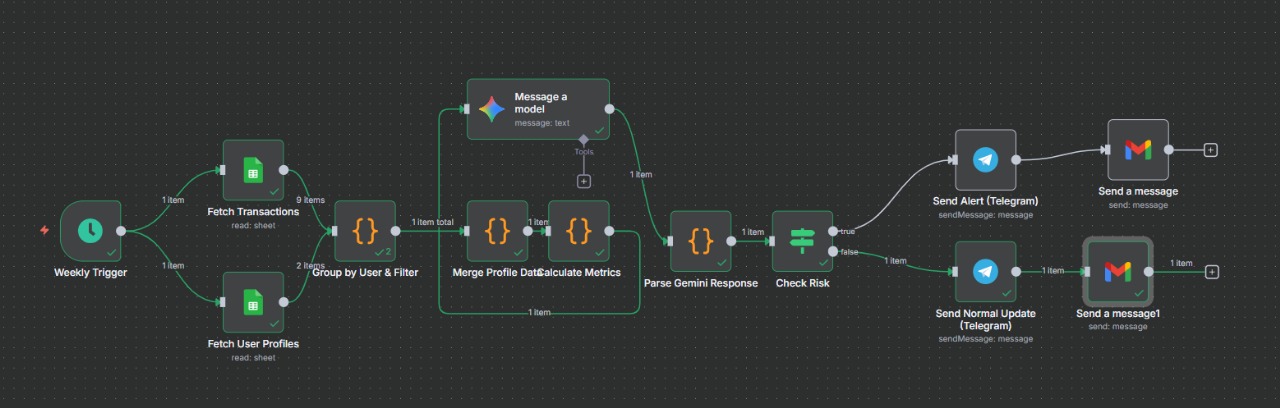 Weekly Trigger
1 item
1 item
Fetch Transactions
read: sheet
Fetch User Profiles
read: sheet
9 items
2 items
Group by User & Filter
2
1 item total
Message a
model
message: text
Tools
Merge Profile Data
1 item
Calculate Metrics
1 item
1 item
Parse Gemini Response
1 item
Check Risk
true
false
1 item
Send Alert (Telegram)
sendMessage: message
Send a message
send: message
Send Normal Update
(Telegram)
sendMessage: message
1 item
Send a message1
send: message
1 item